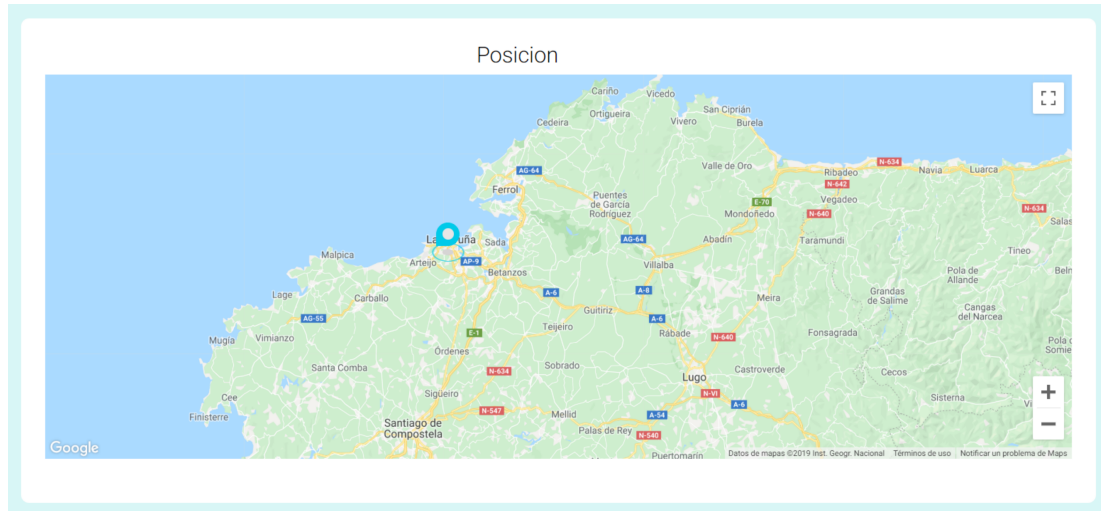 Posicion
Cariño
Vicedo
Ortigueira
San Ciprián
Cedeira
Vivero
Burela
AG-64
Valle de Oro
N-634
Ribadeo
Navia
Luarca
N-642
Ferrol
Puentes
de García
Rodríguez
E-70
Vegadeo
Mondoñedo
N-640
N-634
Salas
Sada
AG-64
Abadín
Taramundi
Malpica
Arteijo
AP-9
Betanzos
Villalba
Tineo
Pola de
Allande
Lage
Carballo
A-6
A-8
Meira
Grandas
de Salime
Cangas
del Narcea
AG-55
Guitiriz
A-6
Teijeiro
Mugia
Vimianzo
E-1
Rábade
N-640
Fonsagrada
Órdenes
Santa Comba
N-634
Sobrado
Lugo
Castroverde
Cecos
Cee
Sigüeiro
N-VI
Sisterna
Finisterre
N-547
Mellid
A-54
A-6
Santiago de
Compostela
Palas de Rey
N-540
Puertomarín
Google
Datos de mapas ©2019 Inst. Geogr. Nacional
Términos de uso
Notificar un problema de Maps